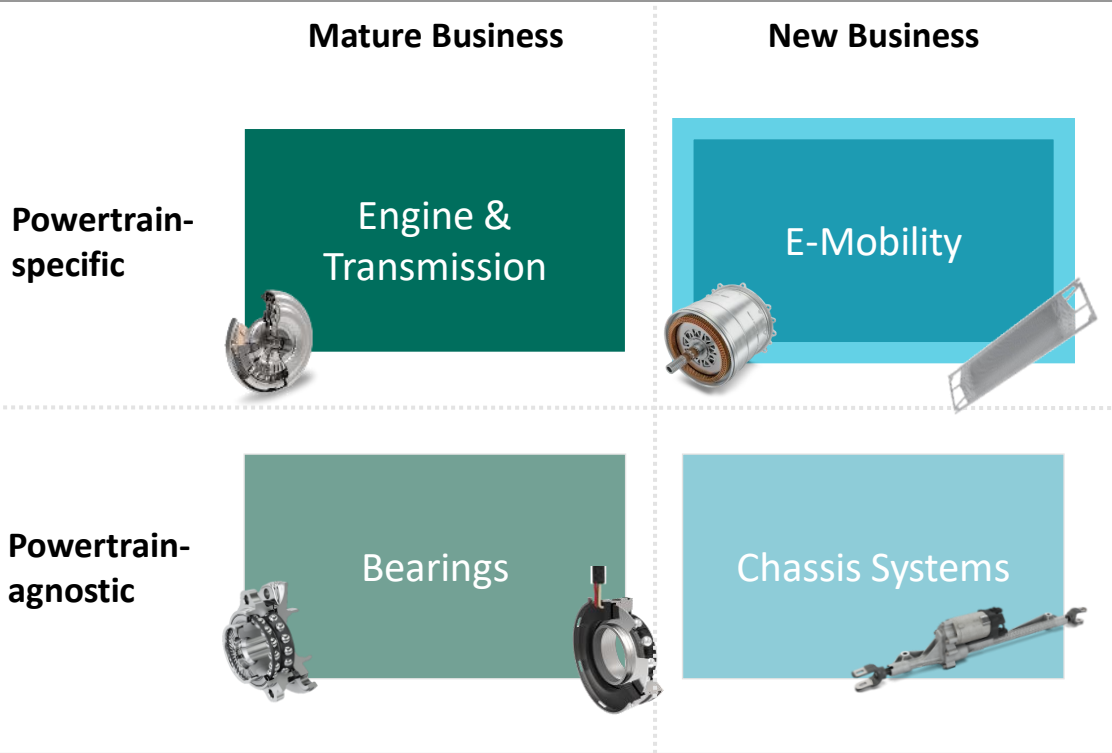 Mature Business
New Business
Powertrain-
specific
Engine &
Transmission
E-Mobility
Powertrain-
agnostic
Bearings
Chassis Systems